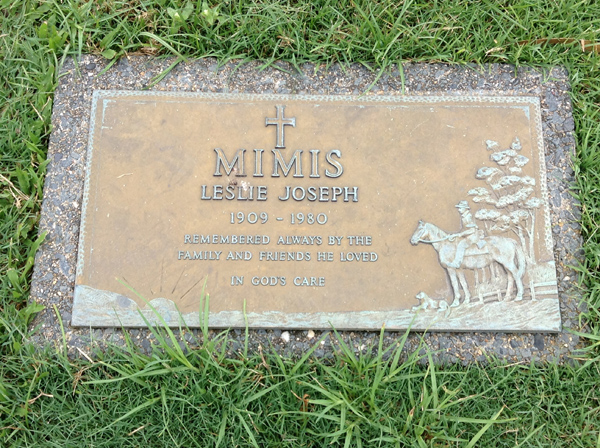 MIMIS
LESLIE JOSEPH
1909 - 1980
REMEMBERED ALWAYS BY THE
FAMILY AND FRIENDS HE LOVED
IN GOD'S CARE